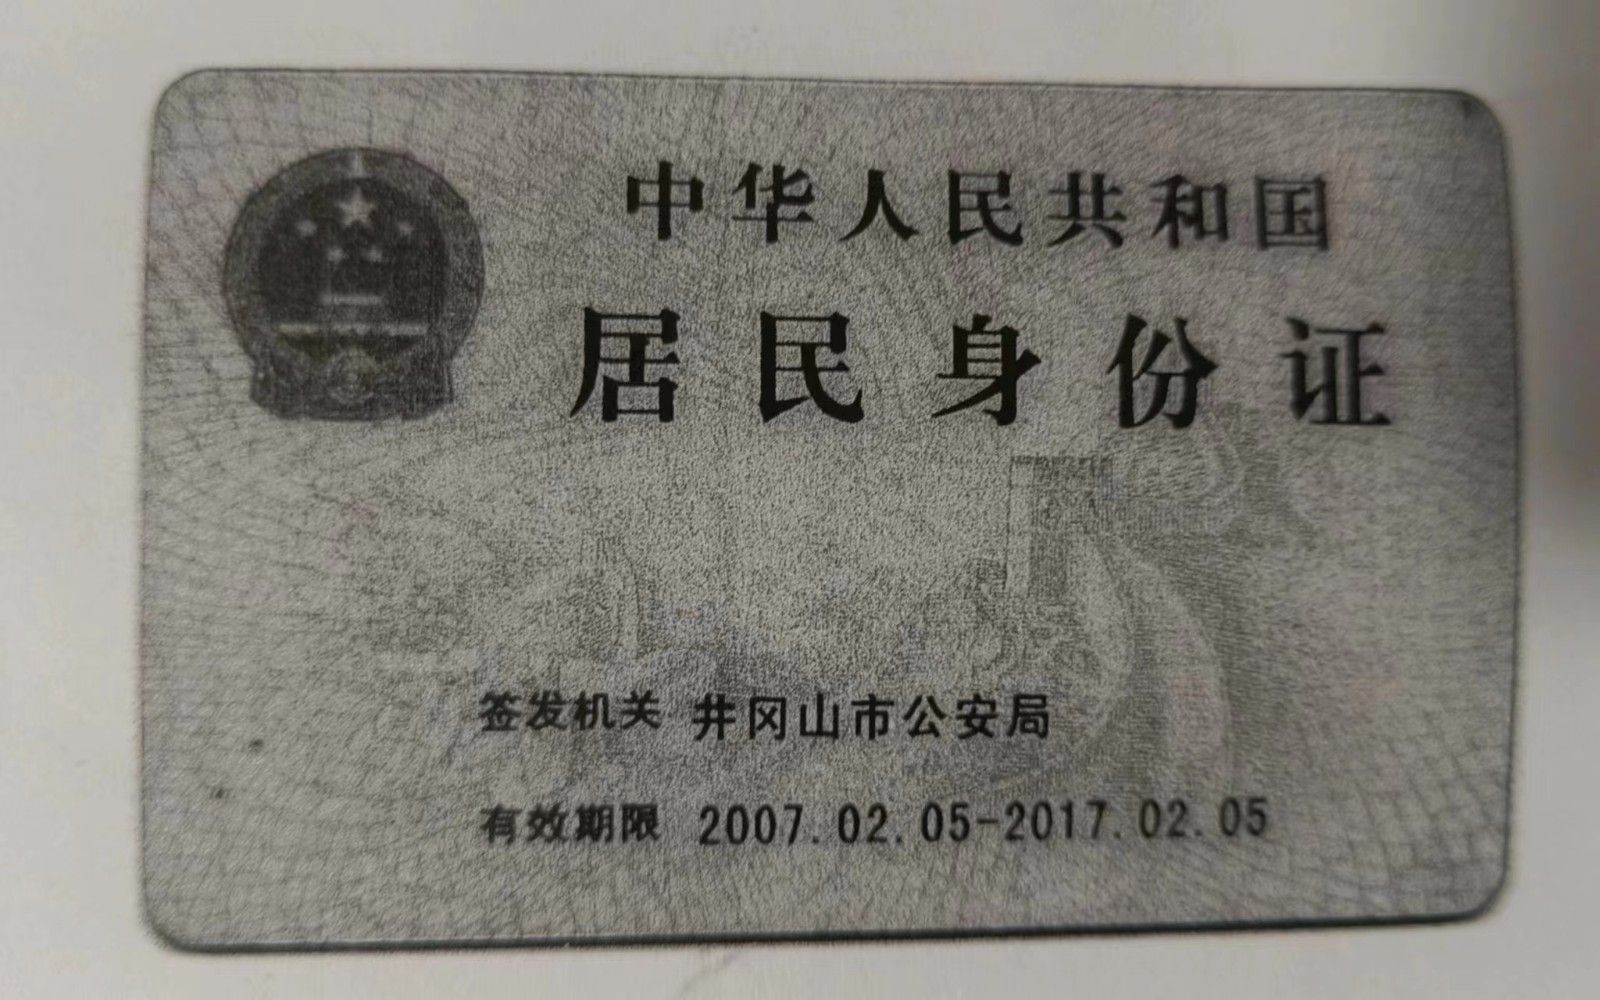 中华人民共和国
居民身份证
签发机关 井冈山市公安局
有效期限 2007.02.05-2017.02.05